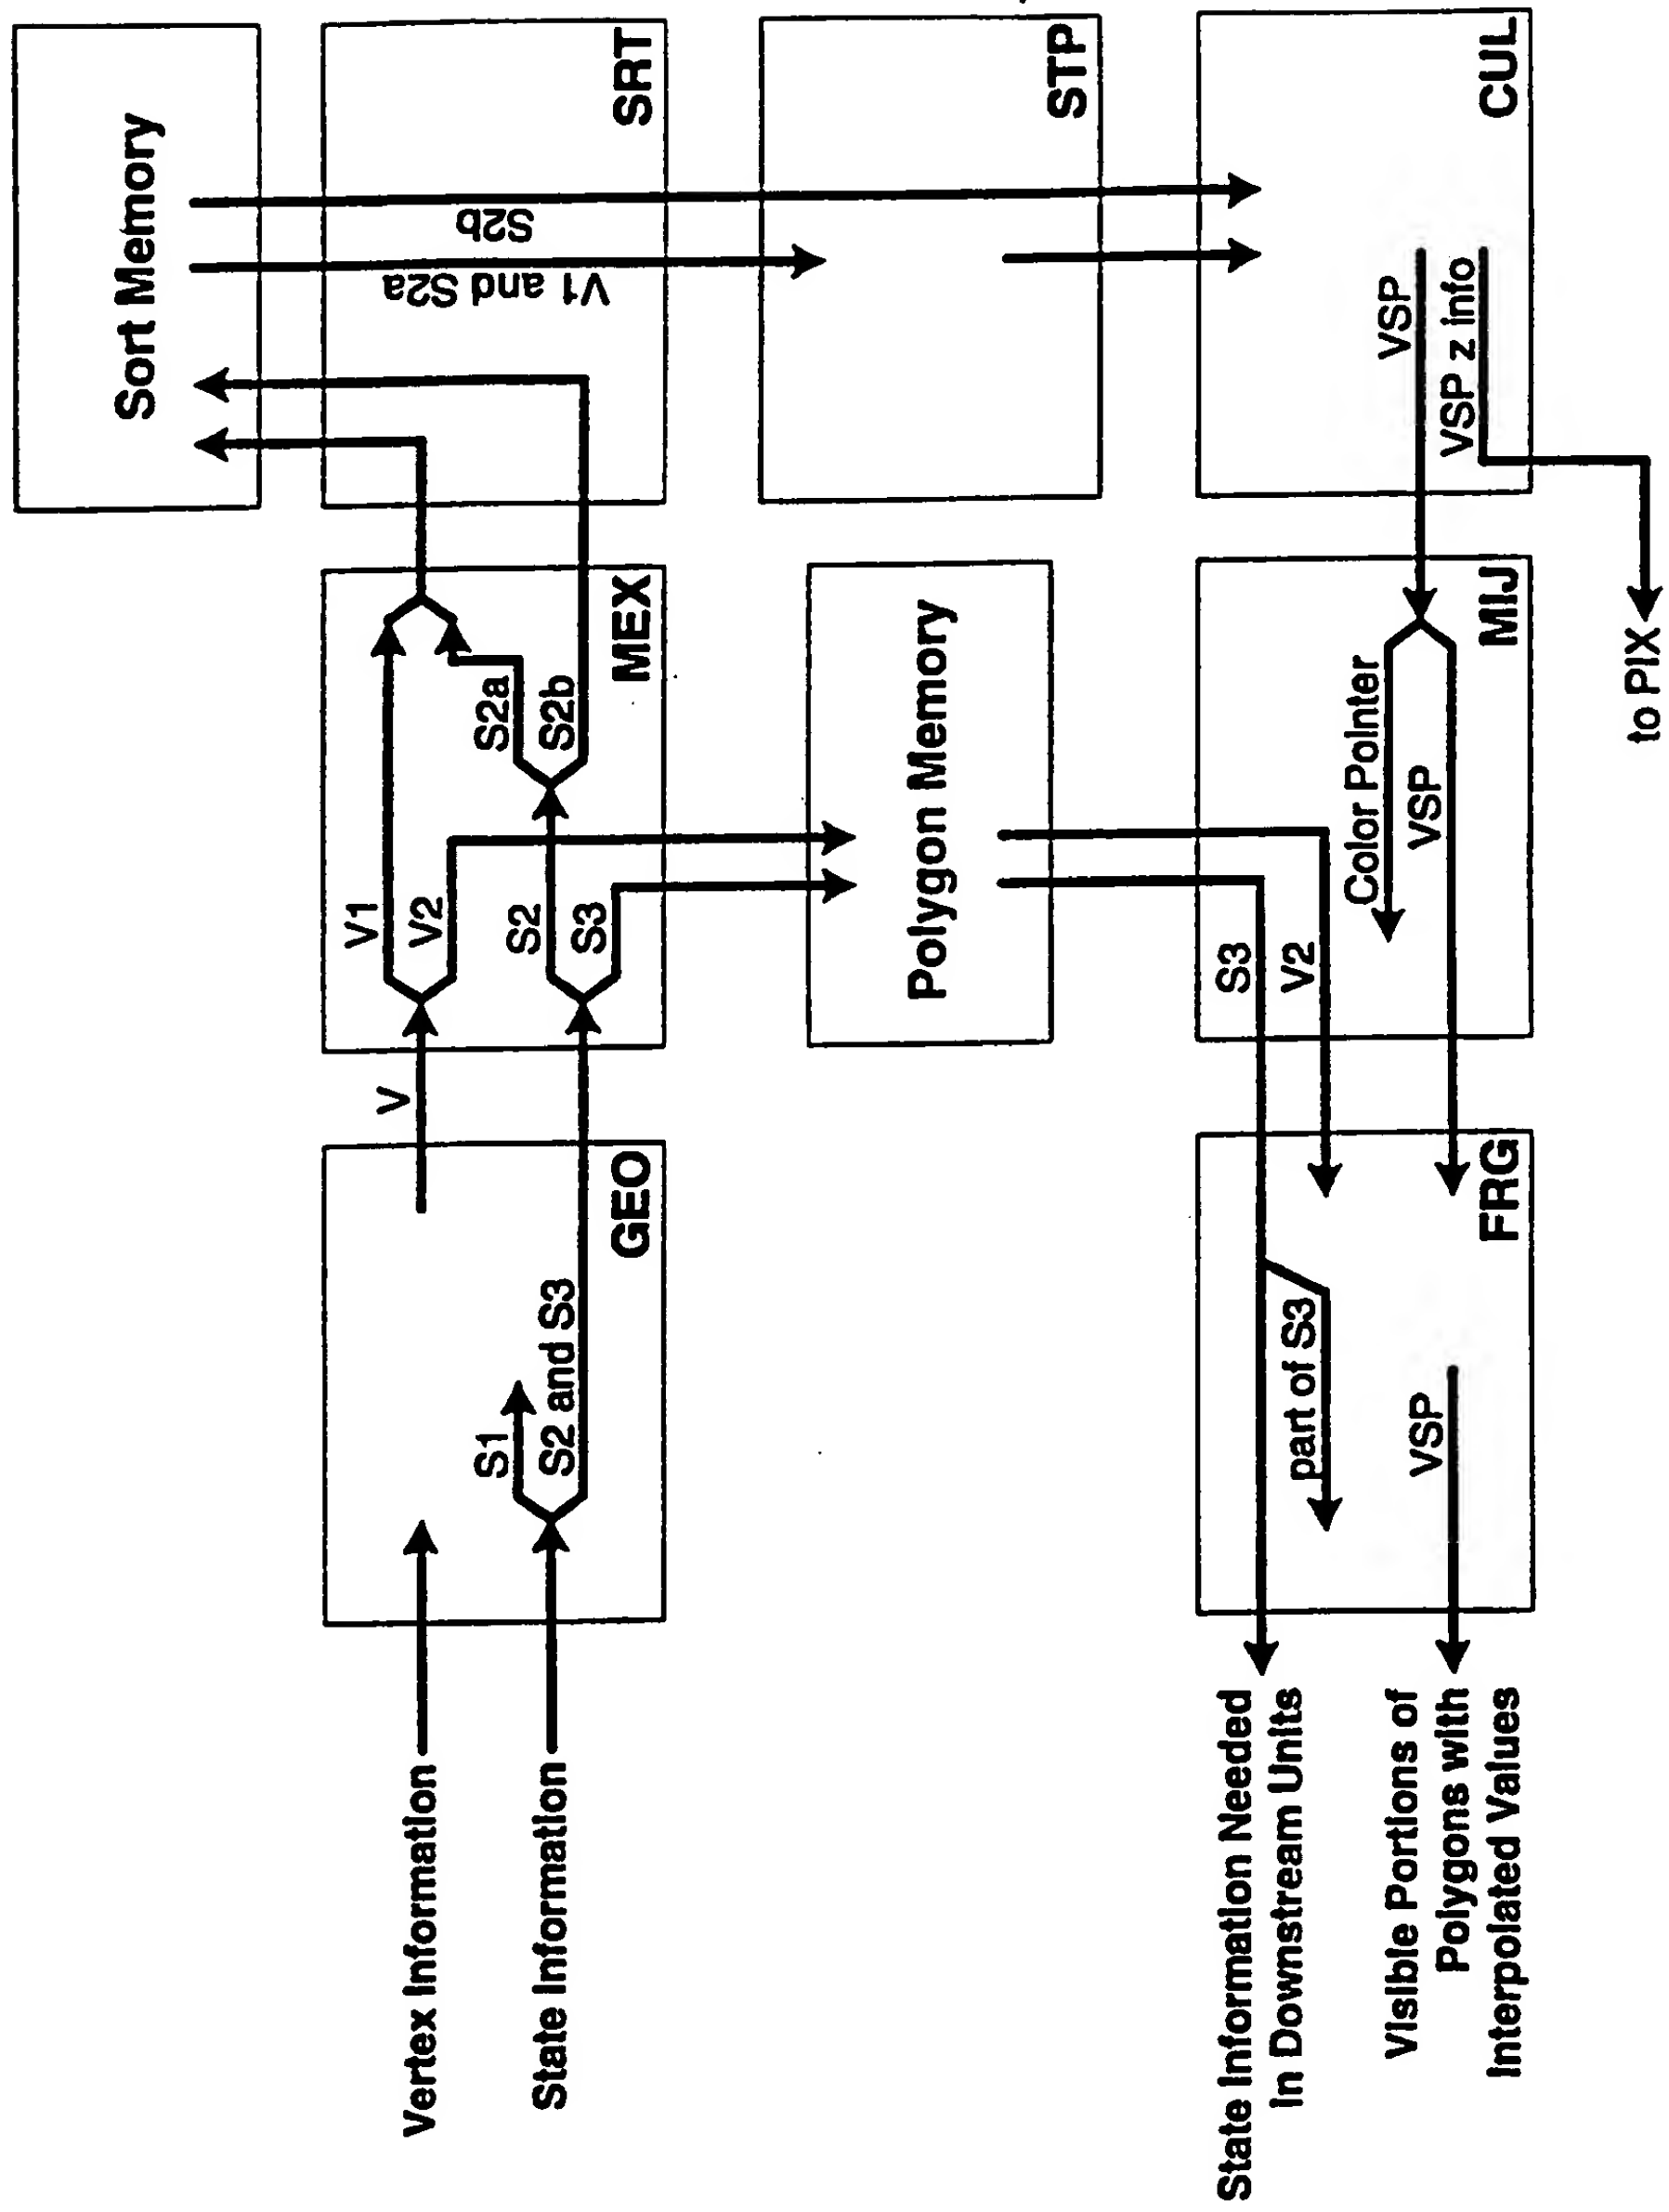 Vertex Information
State Information
V
S1
S2 and S3
GEO
V1
V2
S2
S3
S2a
S2b
MEX
Sort Memory
V1 and S2a
S2b
SRT
Polygon Memory
STP
State Information Needed
in Downstream Units
Visible Portions of
Polygons with
Interpolated Values
part of S3
VSP
FRG
S3
V2
Color Pointer
VSP
MIJ
VSP
VSP z info
CUL
to PIX